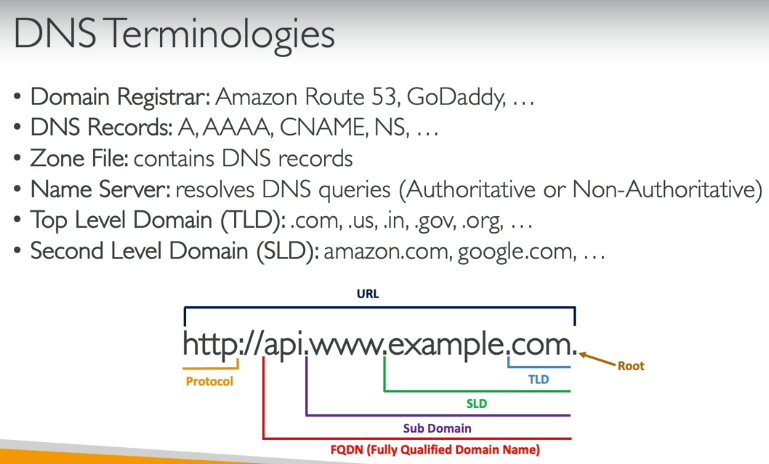 DNS Terminologies
• Domain Registrar: Amazon Route 53, GoDaddy, …
• DNS Records: A, AAAA, CNAME, NS, …
• Zone File: contains DNS records
• Name Server: resolves DNS queries (Authoritative or Non-Authoritative)
• Top Level Domain (TLD): .com, .us, .in, .gov, .org, …
• Second Level Domain (SLD): amazon.com, google.com, …
URL
http://api.www.example.com.
Root
Protocol
TLD
SLD
Sub Domain
FQDN (Fully Qualified Domain Name)